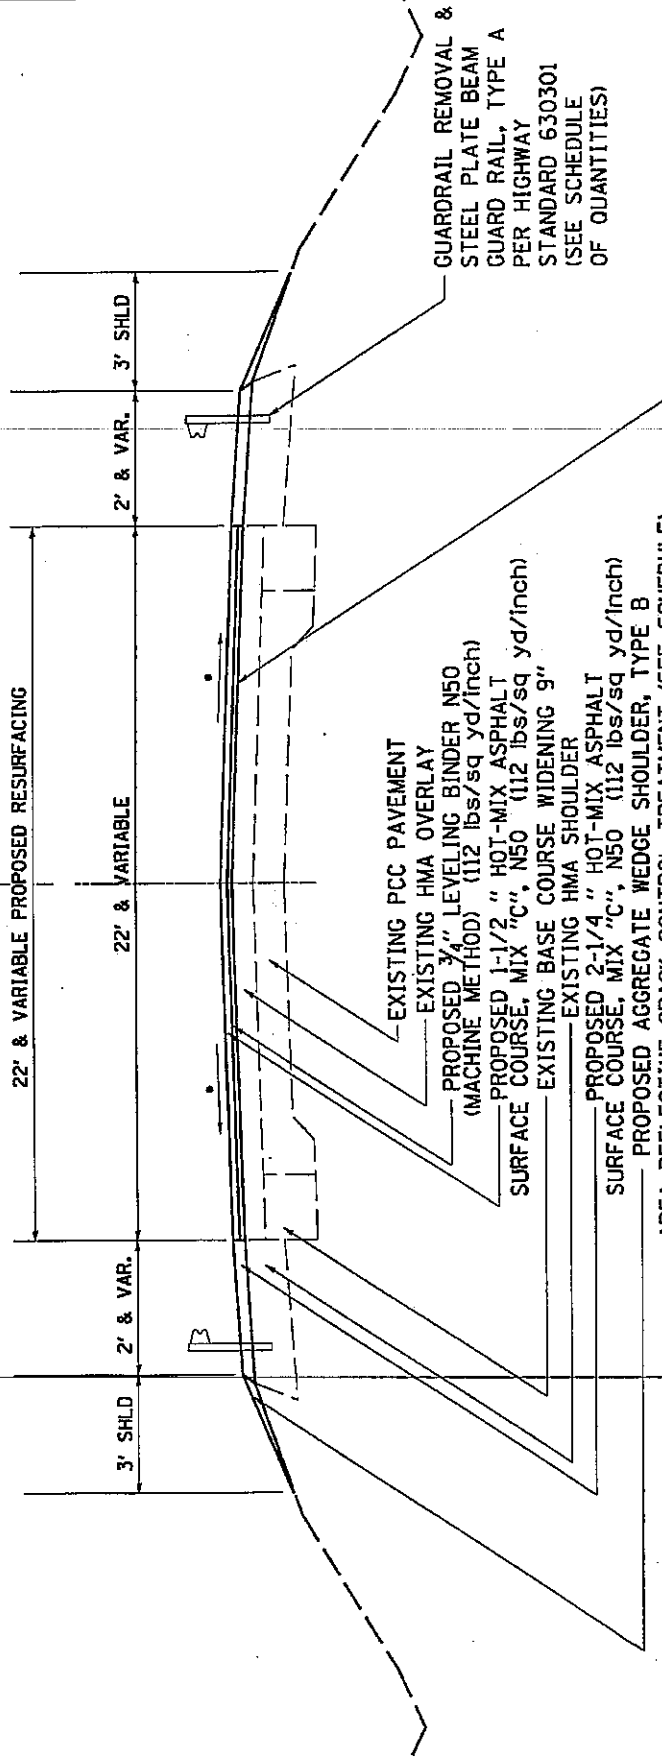 22' & VARIABLE PROPOSED RESURFACING
22' & VARIABLE
3' SHLD
2' & VAR.
2' & VAR.
3' SHLD
GUARDRAIL REMOVAL &
STEEL PLATE BEAM
GUARD RAIL, TYPE A
PER HIGHWAY
STANDARD 630301
(SEE SCHEDULE
OF QUANTITIES)
EXISTING PCC PAVEMENT
EXISTING HMA OVERLAY
PROPOSED 3/4" LEVELING BINDER N50
(MACHINE METHOD) (112 lbs/sq yd/inch)
PROPOSED 1-1/2 " HOT-MIX ASPHALT
SURFACE COURSE, MIX "C", N50 (112 lbs/sq yd/inch)
EXISTING BASE COURSE WIDENING 9"
EXISTING HMA SHOULDER
PROPOSED 2-1/4 " HOT-MIX ASPHALT
SURFACE COURSE, MIX "C", N50 (112 lbs/sq yd/inch)
PROPOSED AGGREGATE WEDGE SHOULDER, TYPE B